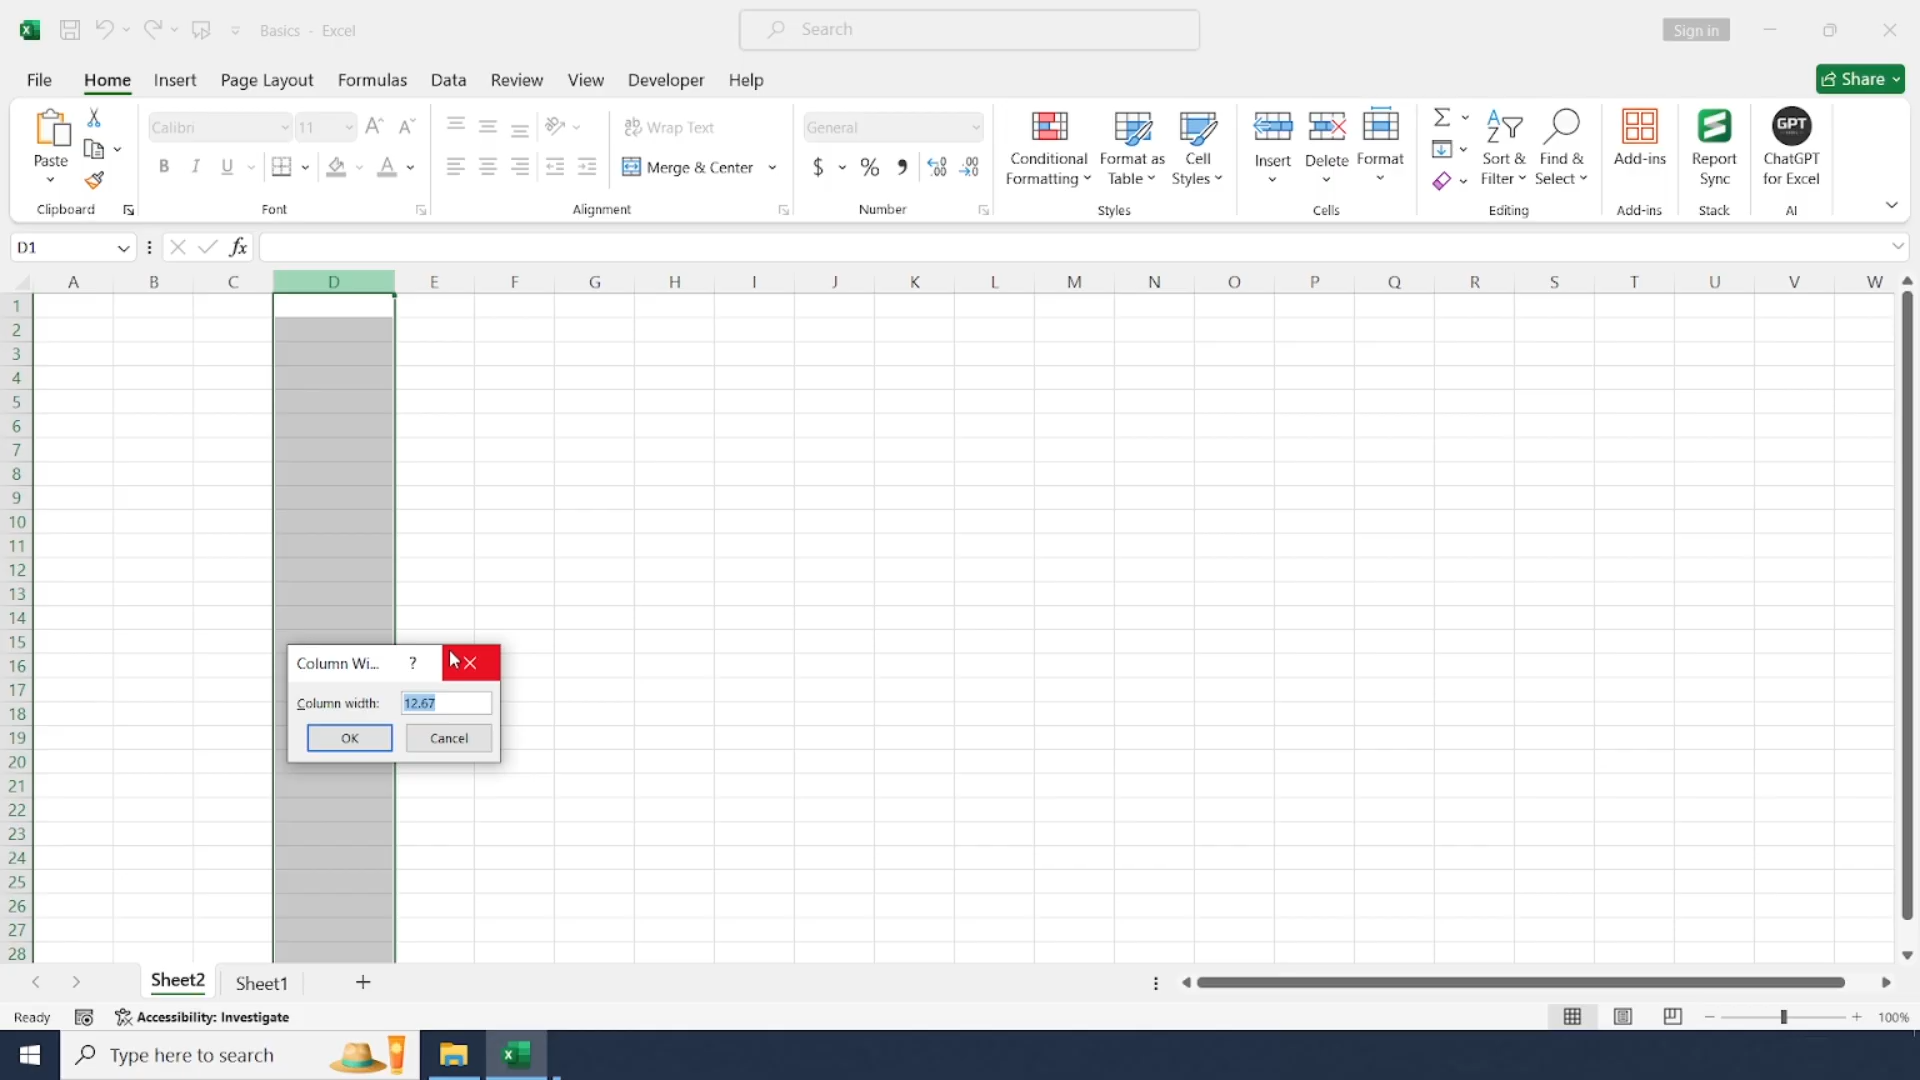 Basics - Excel
Search
Sign in
File Home Insert Page Layout Formulas Data Review View Developer Help
Share
Paste
Clipboard
Calibri 11
B I U A
Font
ab Wrap Text
Merge & Center
Alignment
General
$ % ,
Number
Conditional Formatting
Format as Table
Cell Styles
Styles
Insert
Delete
Format
Cells
Sort & Filter
Find & Select
Editing
Add-ins
Add-ins
Report Sync
Stack
GPT
ChatGPT for Excel
AI
D1
fx
A B C D E F G H I J K L M N O P Q R S T U V W
1
2
3
4
5
6
7
8
9
10
11
12
13
14
15
16
17
18
19
20
21
22
23
24
25
26
27
28
Column Wi... ?
Column width: 12.67
OK Cancel
Sheet2 Sheet1 +
Ready Accessibility: Investigate
100%
Type here to search